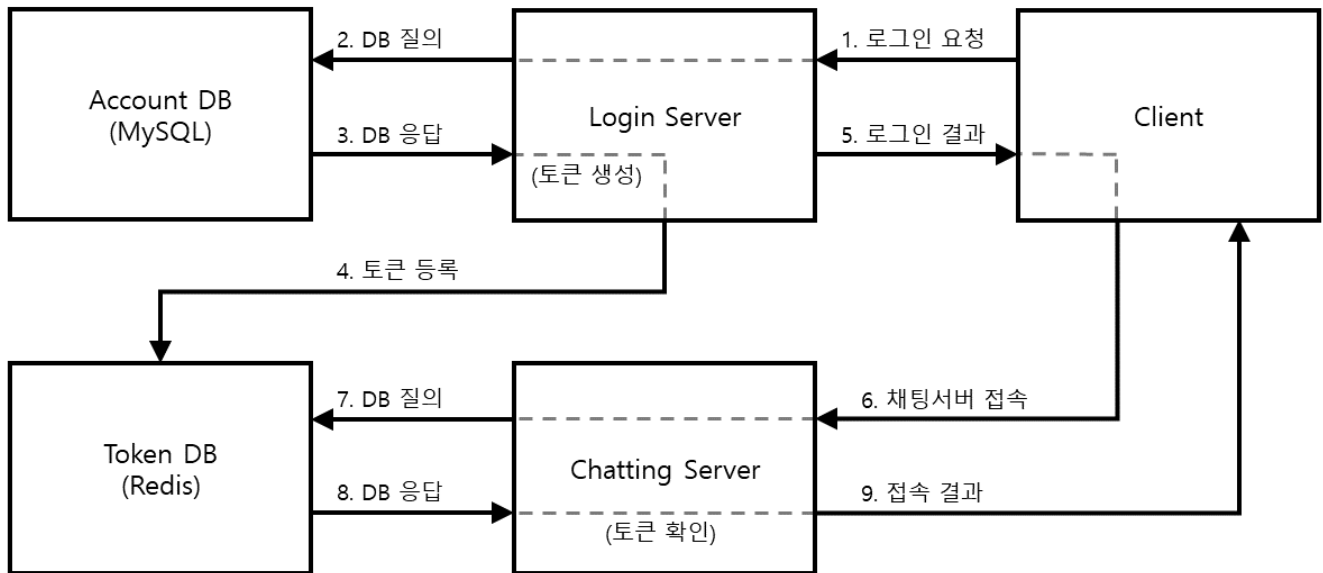 2. DB 질의
1. 로그인 요청
Account DB
(MySQL)
Login Server
Client
3. DB 응답
5. 로그인 결과
(토큰 생성)
4. 토큰 등록
7. DB 질의
6. 채팅서버 접속
Token DB
(Redis)
Chatting Server
8. DB 응답
9. 접속 결과
(토큰 확인)